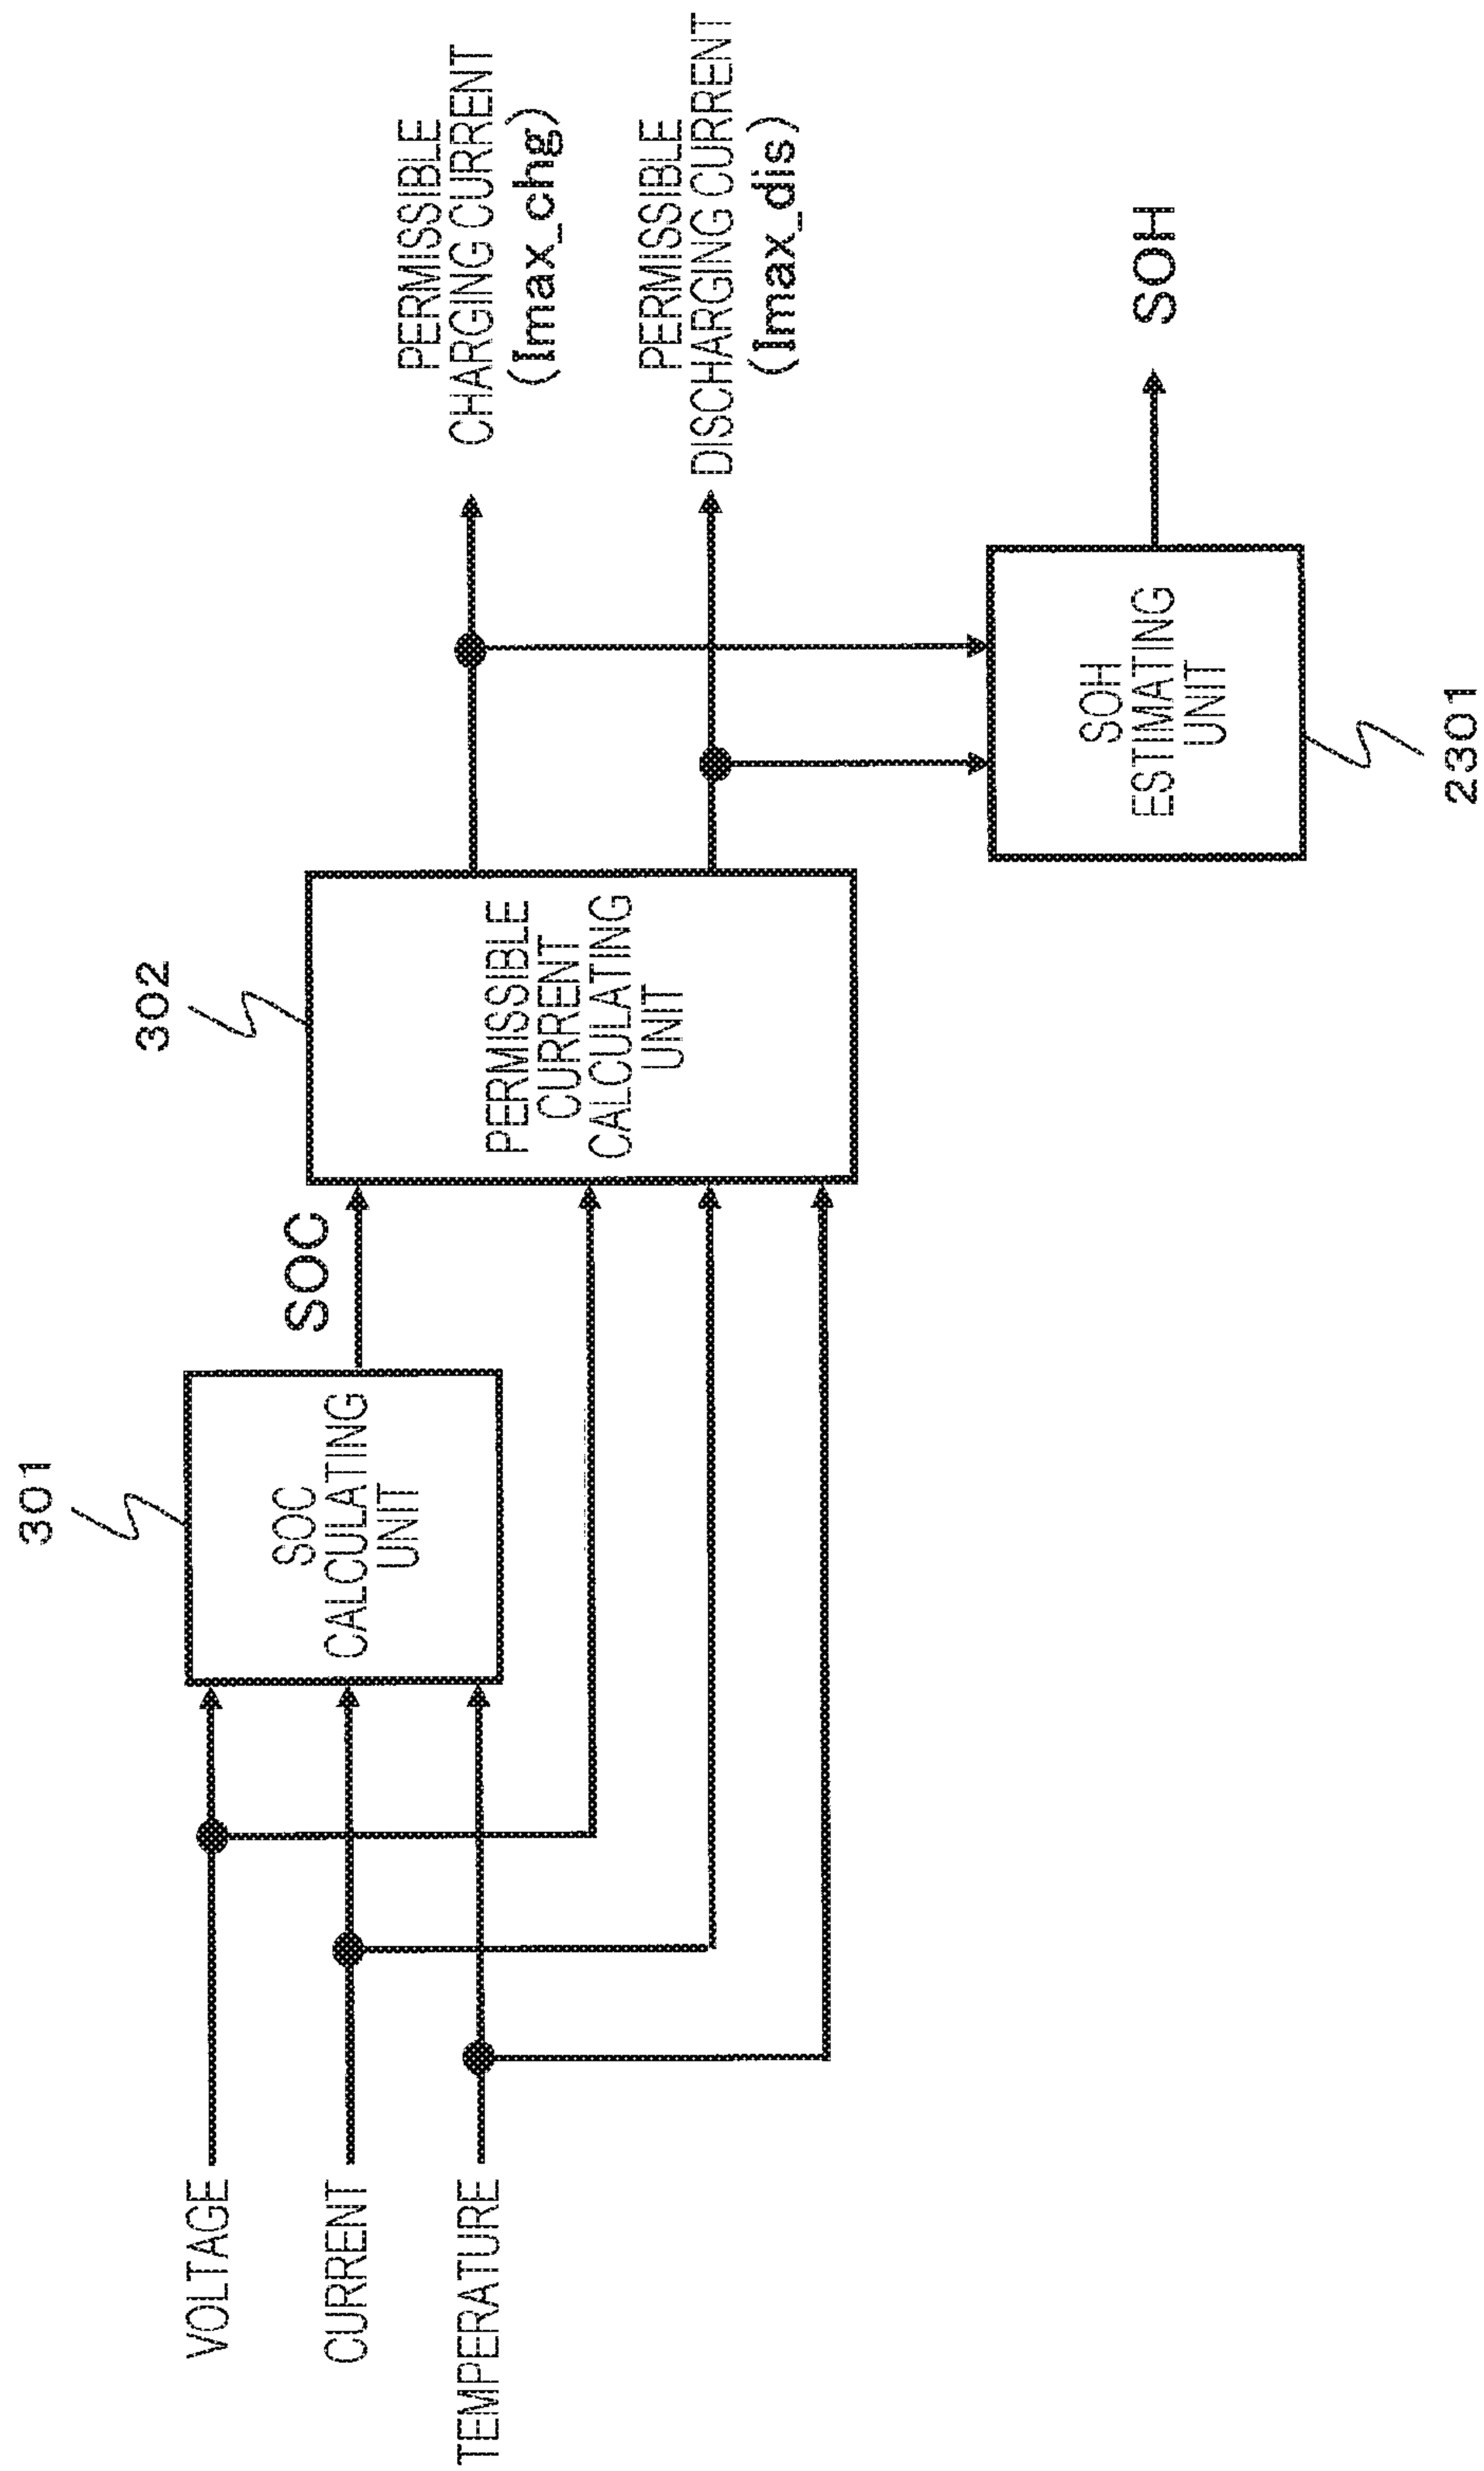 VOLTAGE
CURRENT
TEMPERATURE
301
SOC
CALCULATING
UNIT
SOC
302
PERMISSIBLE
CURRENT
CALCULATING
UNIT
PERMISSIBLE
CHARGING CURRENT
(Imax_chg)
PERMISSIBLE
DISCHARGING CURRENT
(Imax_dis)
SOH
ESTIMATING
UNIT
2301
SOH